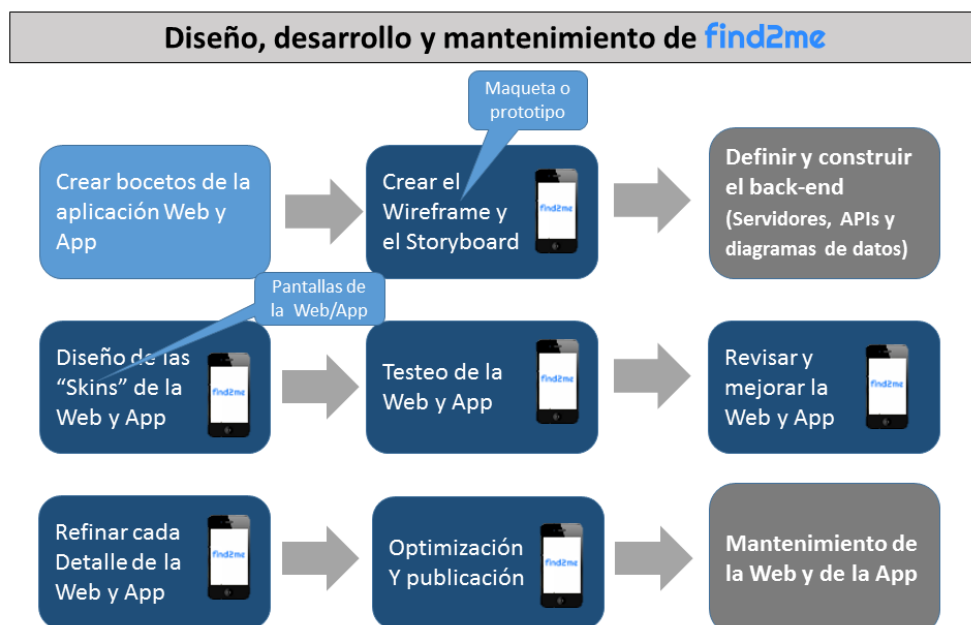 Diseño, desarrollo y mantenimiento de find2me
Maqueta o
prototipo
Crear bocetos de la
aplicación Web y
App
Crear el
Wireframe y
el Storyboard
find2me
Definir y construir
el back-end
(Servidores, APIs y
diagramas de datos)
Pantallas de
la Web/App
Diseño de las
“Skins” de la
Web y App
find2me
Testeo de la
Web y App
find2me
Revisar y
mejorar la
Web y App
find2me
Refinar cada
Detalle de la
Web y App
find2me
Optimización
Y publicación
find2me
Mantenimiento de
la Web y de la App